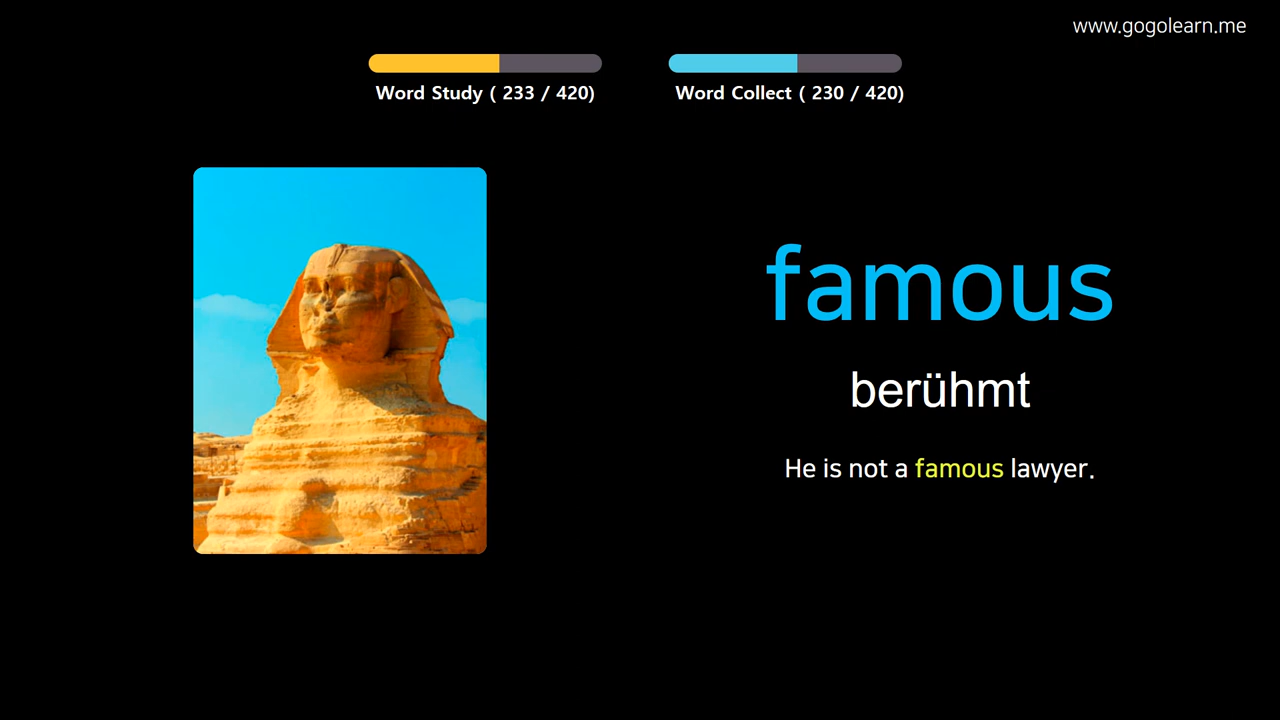 www.gogolearn.me
Word Study ( 233 / 420)
Word Collect ( 230 / 420)
famous
berühmt
He is not a famous lawyer.